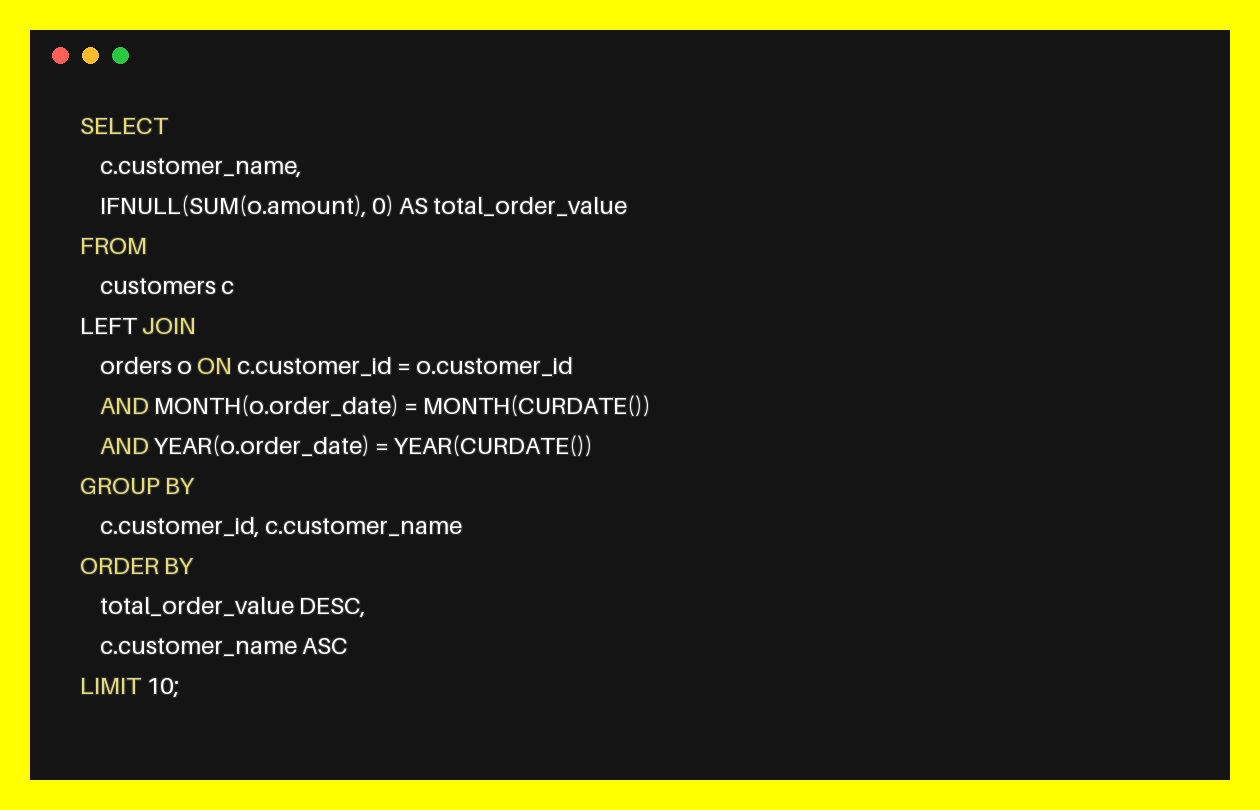 SELECT
c.customer_name,
IFNULL(SUM(o.amount), 0) AS total_order_value
FROM
customers c
LEFT JOIN
orders o ON c.customer_id = o.customer_id
AND MONTH(o.order_date) = MONTH(CURDATE())
AND YEAR(o.order_date) = YEAR(CURDATE())
GROUP BY
c.customer_id, c.customer_name
ORDER BY
total_order_value DESC,
c.customer_name ASC
LIMIT 10;